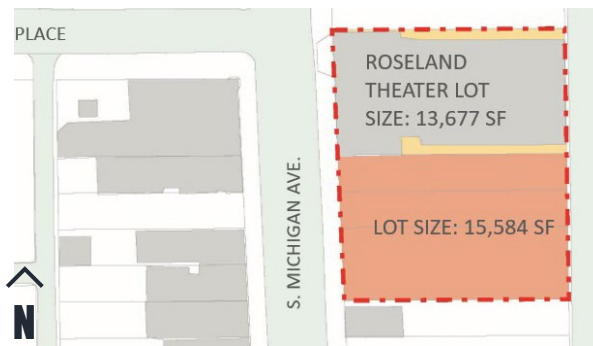 PLACE
ROSELAND
THEATER LOT
SIZE: 13,677 SF
S. MICHIGAN AVE.
LOT SIZE: 15,584 SF
N